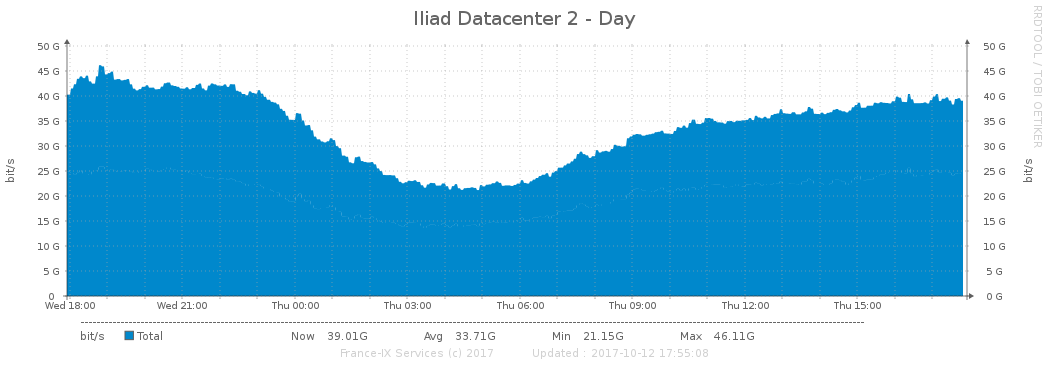 Iliad Datacenter 2 - Day
RRDTOOL / TOBI OETIKER
50 G 50 G
45 G 45 G
40 G 40 G
35 G 35 G
30 G 30 G
25 G 25 G
20 G 20 G
15 G 15 G
10 G 10 G
5 G 5 G
0 0 G
bit/s bit/s
Wed 18:00 Wed 21:00 Thu 00:00 Thu 03:00 Thu 06:00 Thu 09:00 Thu 12:00 Thu 15:00
bit/s Total Now 39.01G Avg 33.71G Min 21.15G Max 46.11G
France-IX Services (c) 2017 Updated : 2017-10-12 17:55:08